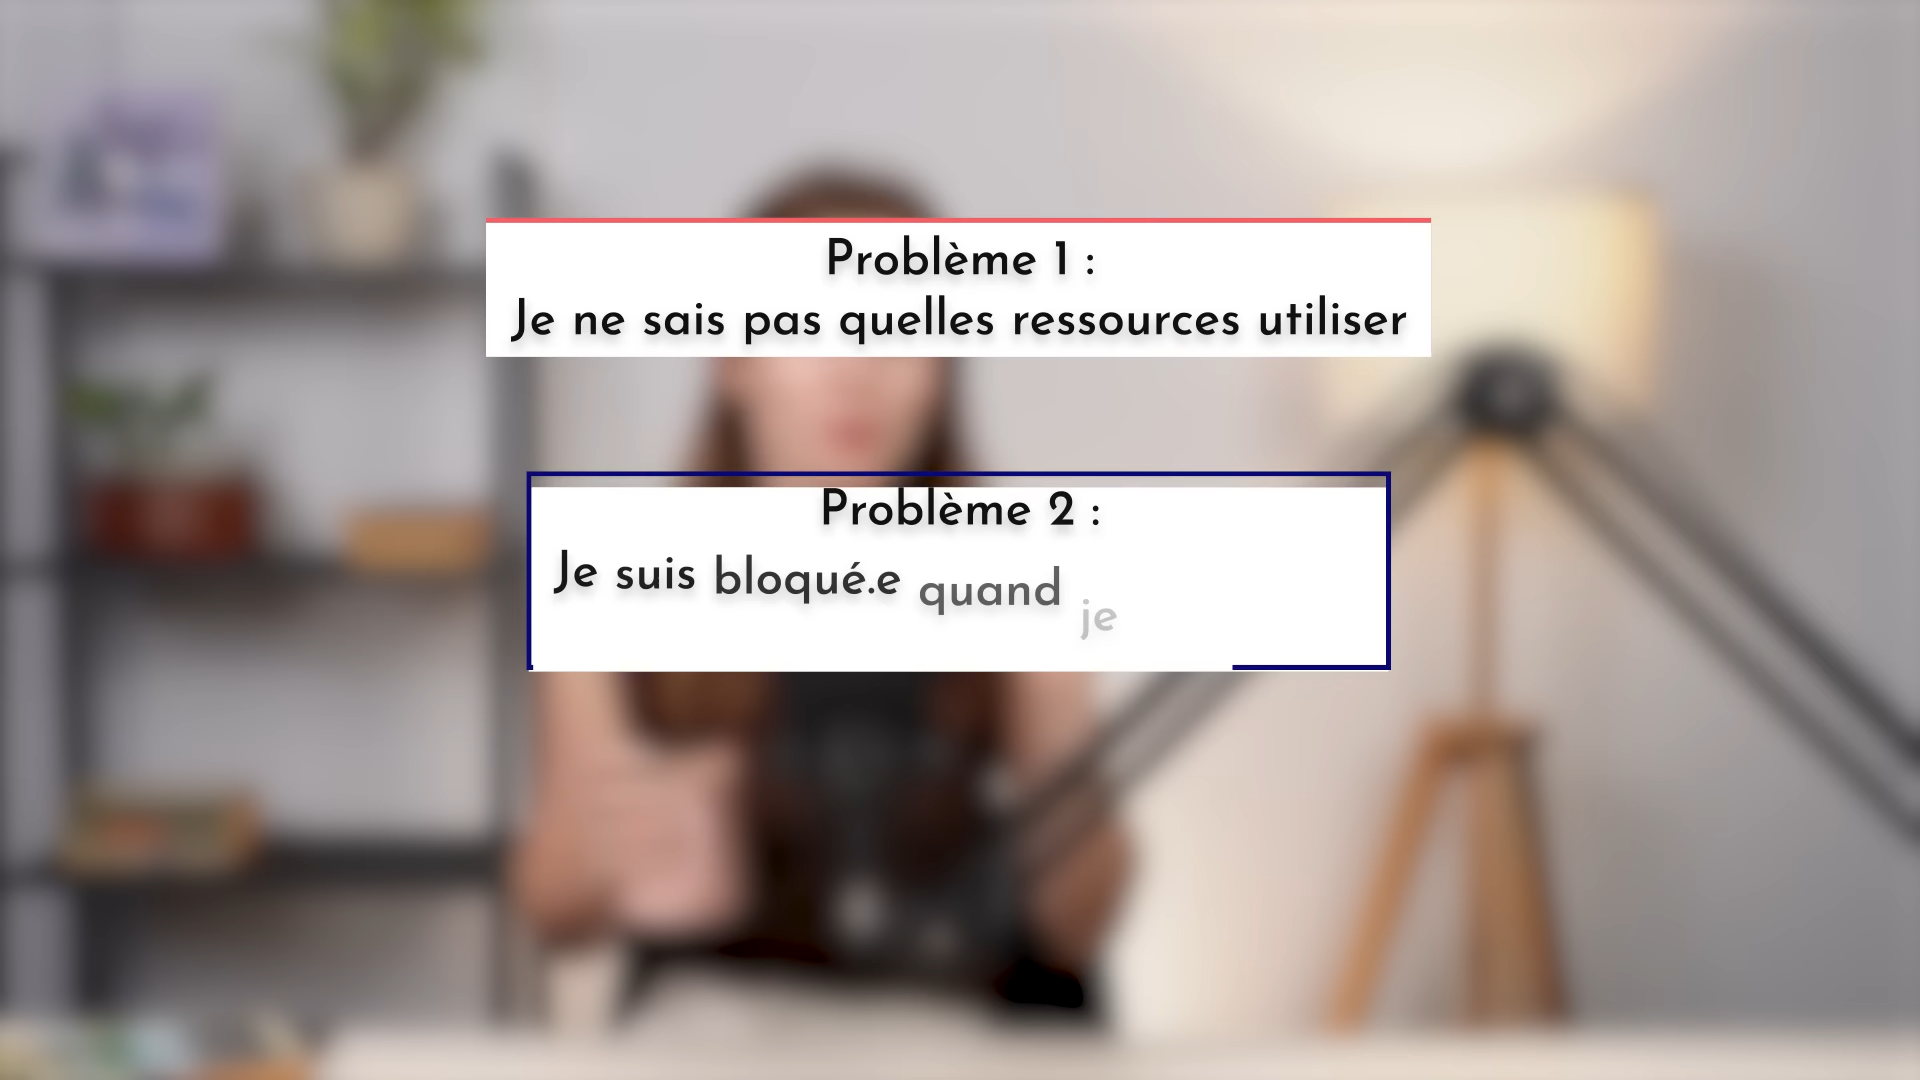 Problème 1 :
Je ne sais pas quelles ressources utiliser
Problème 2 :
Je suis bloqué.e quand je